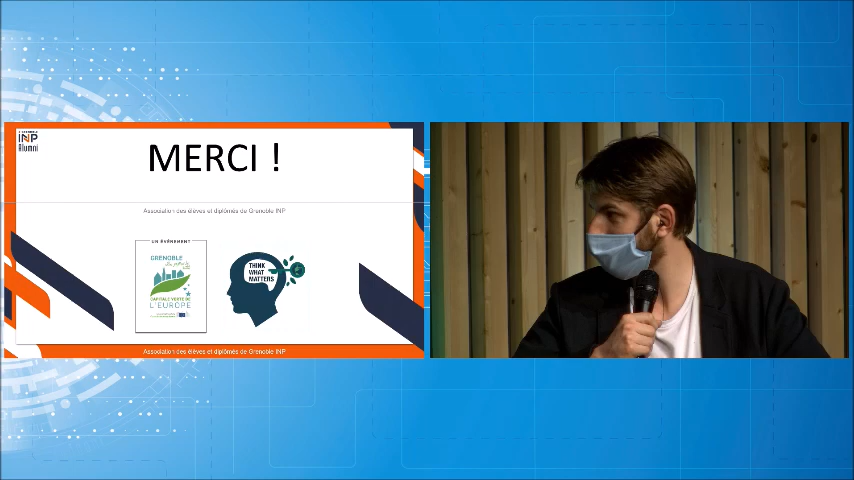 INP
Alumni
MERCI !
Association des élèves et diplômés de Grenoble INP
UN ÉVÉNEMENT
GRENOBLE
CAPITALE VERTE DE
L'EUROPE
THINK
WHAT
MATTERS
Association des élèves et diplômés de Grenoble INP